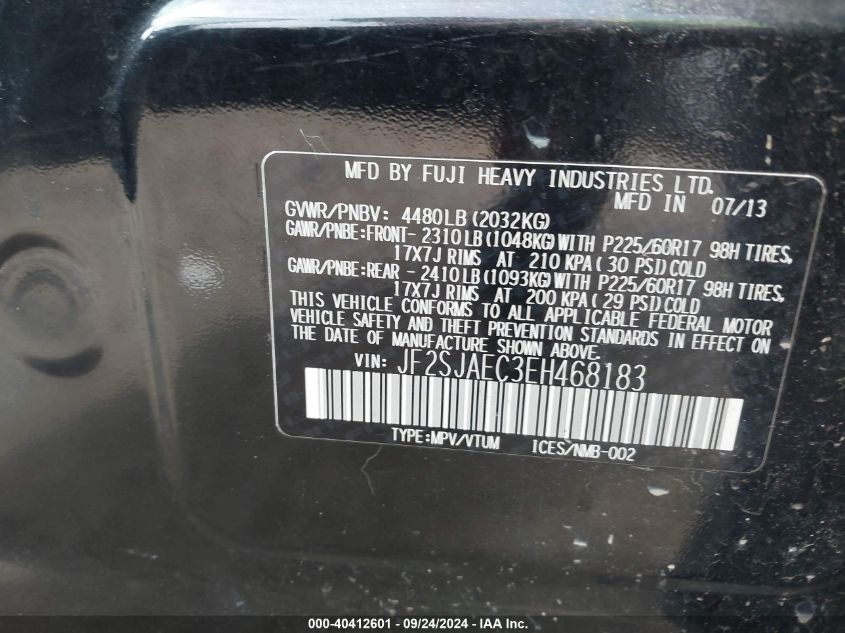 MFD BY FUJI HEAVY INDUSTRIES LTD.
MFD IN 07/13
GVWR/PNBV: 4480LB (2032KG)
GAWR/PNBE:FRONT- 2310LB(1048KG)WITH P225/60R17 98H TIRES,
17X7J RIMS AT 210 KPA( 30 PSI)COLD
GAWR/PNBE:REAR - 2410LB(1093KG)WITH P225/60R17 98H TIRES,
17X7J RIMS AT 200 KPA( 29 PSI)COLD
THIS VEHICLE CONFORMS TO ALL APPLICABLE FEDERAL MOTOR
VEHICLE SAFETY AND THEFT PREVENTION STANDARDS IN EFFECT ON
THE DATE OF MANUFACTURE SHOWN ABOVE.
VIN: JF2SJAEC3EH468183
TYPE:MPV/VTUM ICES/NMB-002
000-40412601 - 09/24/2024 - © IAA Inc.